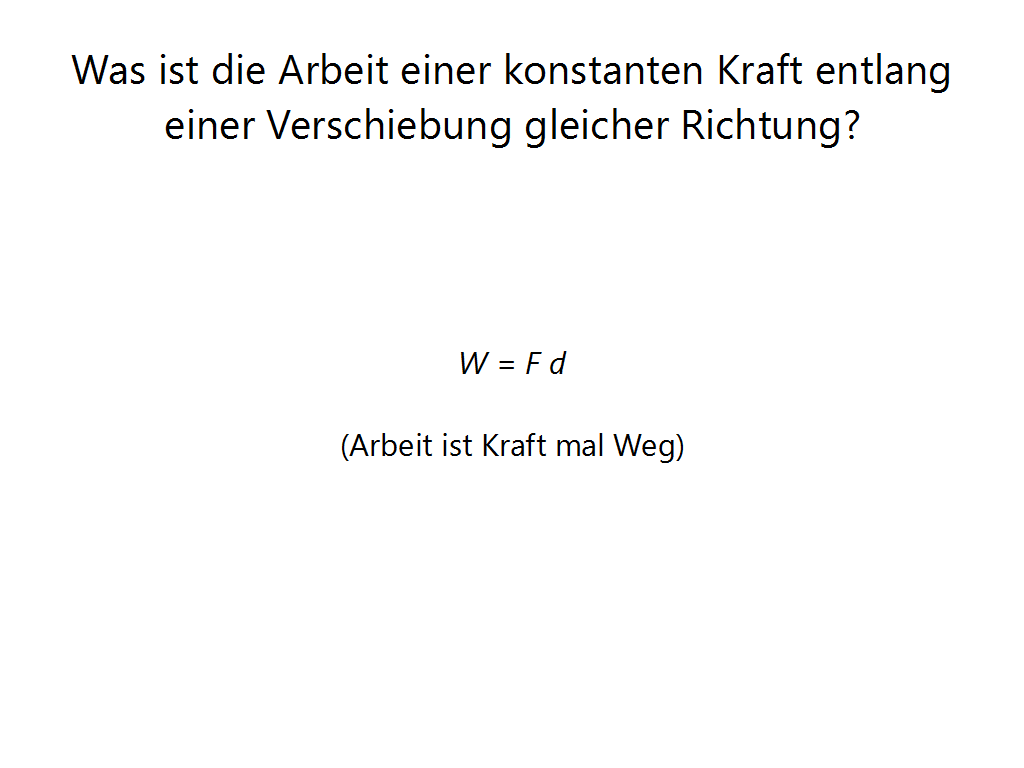 Was ist die Arbeit einer konstanten Kraft entlang
einer Verschiebung gleicher Richtung?
W = F d
(Arbeit ist Kraft mal Weg)